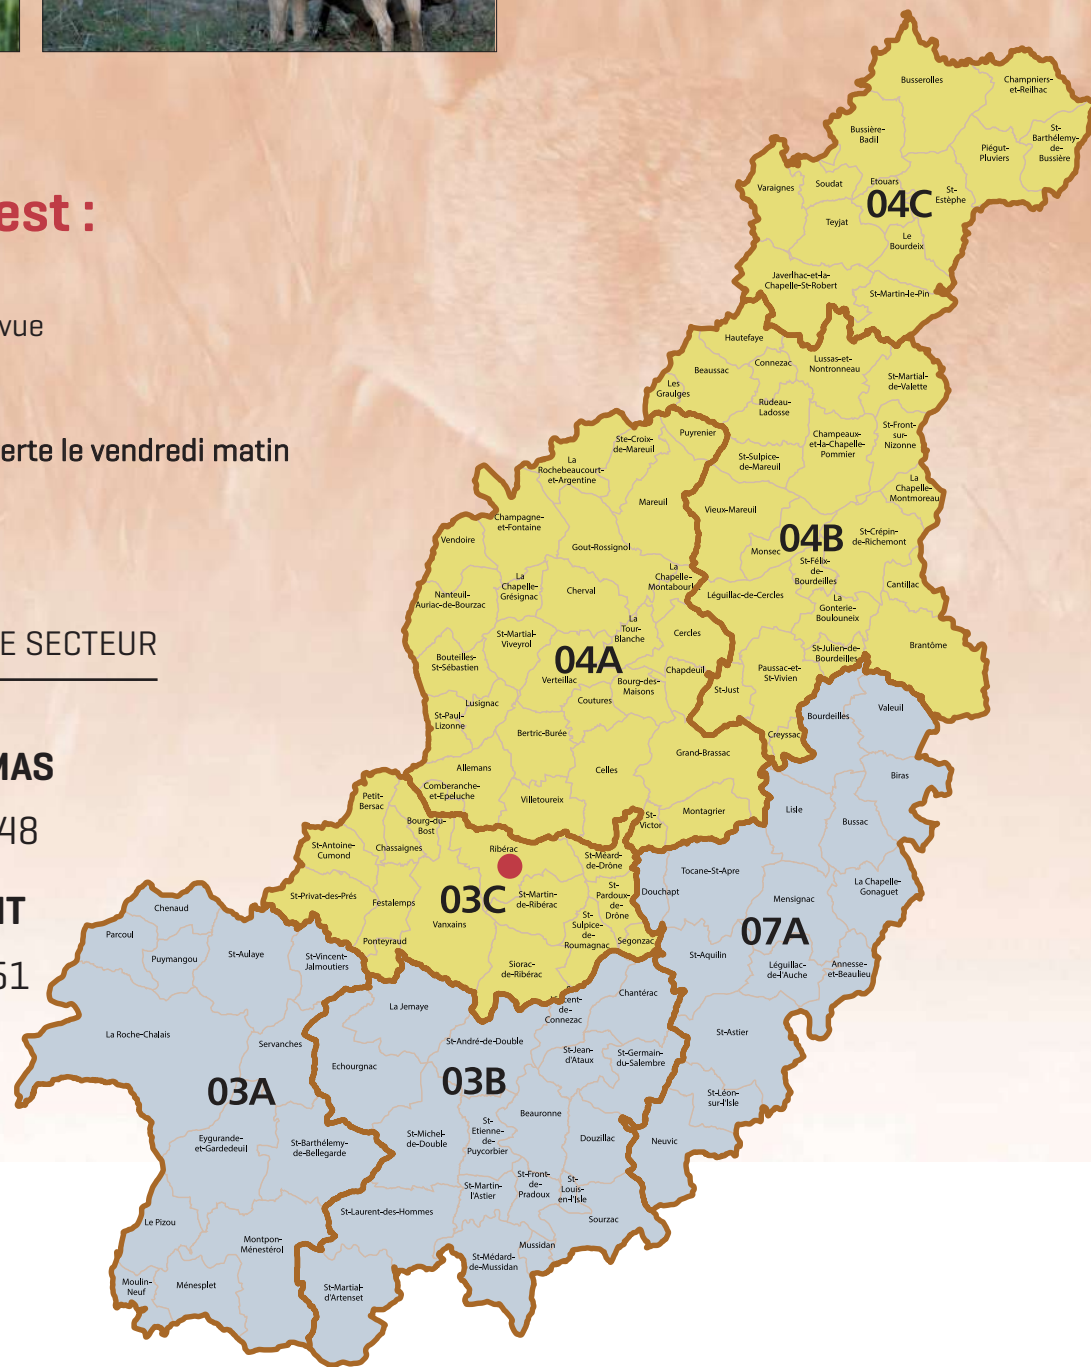 est :
vue
erte le vendredi matin
E SECTEUR
MAS
48
IT
51
Busserolles
Champniers-
et-Reilhac
Bussière-
Badil
St-
Barthélemy-
de-
Bussière
Piégut-
Pluviers
Varaignes
Soudat
Etouars
St-
Estèphe
04C
Teyjat
Le
Bourdeix
Javerlhac-et-la-
Chapelle-St-Robert
St-Martin-le-Pin
Hautefaye
Connezac
Lussas-et-
Nontronneau
Beaussac
St-Martial-
de-Valette
Les
Graulges
Rudeau-
Ladosse
Champeaux-
et-la-Chapelle-
Pommier
St-Front-
sur-
Nizonne
St-Sulpice-
de-Mareuil
La
Chapelle-
Montmoreau
Vieux-Mareuil
04B
St-Crépin-
de-Richemont
Monsec
St-Félix-
de-
Bourdeilles
Cantillac
Léguillac-de-Cercles
La
Gonterie-
Boulouneix
St-Julien-de-
Bourdeilles
Brantôme
Paussac-et-
St-Vivien
St-Just
Creyssac
Puyrenier
Ste-Croix-
de-Mareuil
La
Rochebeaucourt-
et-Argentine
Mareuil
Champagne-
et-Fontaine
Vendoire
Gout-Rossignol
La
Chapelle-
Grésignac
Cherval
La
Chapelle-
Montabourl
Nanteuil-
Auriac-de-Bourzac
La
Tour-
Blanche
Cercles
St-Martial-
Viveyrol
04A
Bouteilles-
St-Sébastien
Verteillac
Bourg-des-
Maisons
Chapdeuil
Lusignac
Coutures
St-Paul-
Lizonne
Bertric-Burée
Grand-Brassac
Allemans
Celles
Comberanche-
et-Epeluche
Villetoureix
Montagrier
St-
Victor
Petit-
Bersac
Bourg-du-
Bost
St-Antoine-
Cumond
Chassaignes
Ribérac
St-Méard-
de-Drône
St-Privat-des-Prés
Festalemps
03C
St-Martin-
de-Ribérac
St-
Pardoux-
de-
Drône
Vanxains
St-
Sulpice-
de-
Roumagnac
Segonzac
Ponteyraud
Siorac-
de-Ribérac
Bourdeilles
Valeuil
Biras
Lisle
Bussac
Tocane-St-Apre
Douchapt
La Chapelle-
Gonaguet
Mensignac
07A
St-Aquilin
Léguillac-
de-l'Auche
Annesse-
et-Beaulieu
St-Astier
St-Léon-
sur-l'Isle
Neuvic
Chenaud
Parcoul
Puymangou
St-Aulaye
St-Vincent-
Jalmoutiers
La Roche-Chalais
Servanches
03A
Eygurande-
et-Gardedeuil
St-Barthélemy-
de-Bellegarde
Le Pizou
Montpon-
Ménestérol
Moulin-
Neuf
Ménesplet
La Jemaye
cent-
de-
Connezac
Chantérac
St-André-de-Double
Echourgnac
St-Jean-
d'Ataux
St-Germain-
du-Salembre
03B
Beauronne
St-Michel-
de-Double
St-
Etienne-
de-
Puycorbier
Douzillac
St-Martin-
l'Astier
St-Front-
de-
Pradoux
St-
Louis-
en-l'Isle
St-Laurent-des-Hommes
Sourzac
Mussidan
St-Médard-
de-Mussidan
St-Martial-
d'Artenset